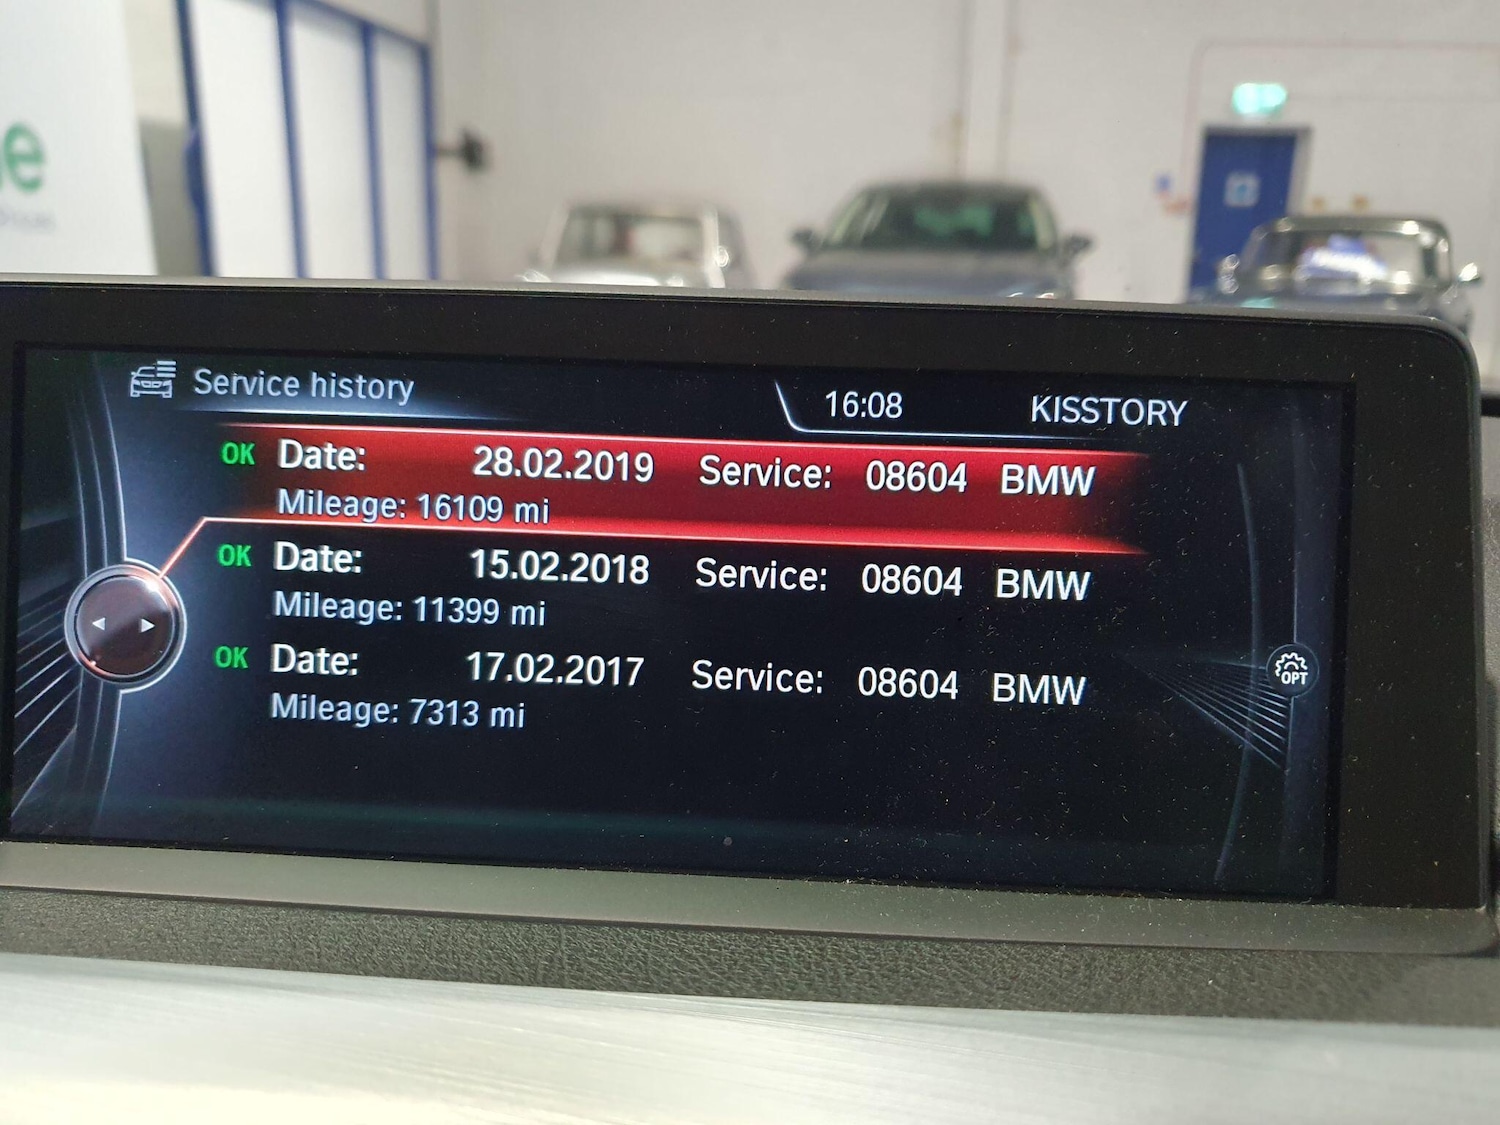 e
Service history
16:08
KISSTORY
OK Date: 28.02.2019 Service: 08604 BMW
Mileage: 16109 mi
OK Date: 15.02.2018 Service: 08604 BMW
Mileage: 11399 mi
OK Date: 17.02.2017 Service: 08604 BMW
Mileage: 7313 mi
OPT